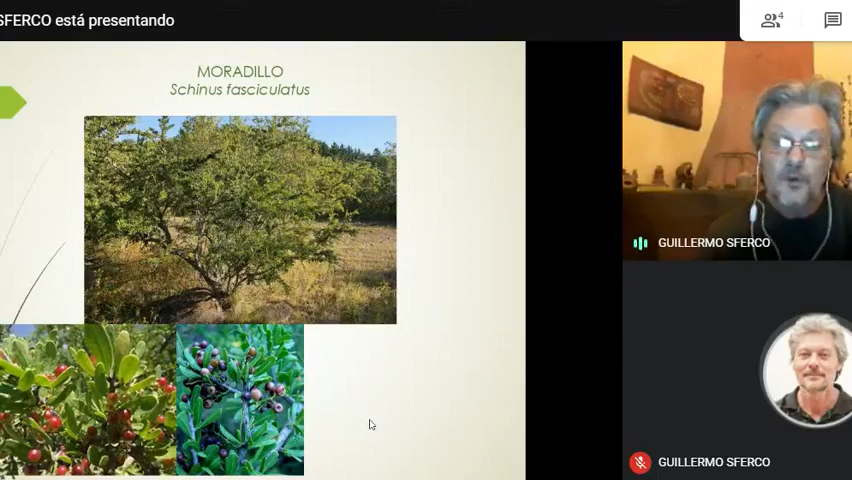 SFERCO está presentando
4
MORADILLO
Schinus fasciculatus
GUILLERMO SFERCO
GUILLERMO SFERCO